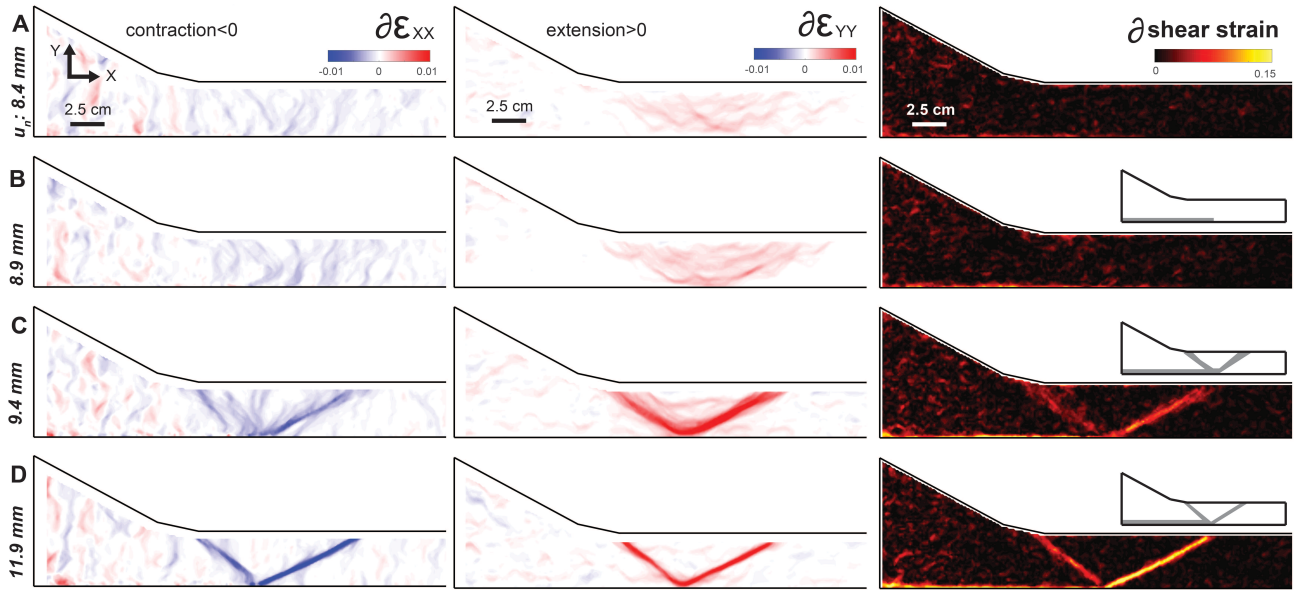 A
contraction<0
∂ε XX
-0.01 0 0.01
Y
X
2.5 cm
uₙ: 8.4 mm
extension>0
∂ε YY
-0.01 0 0.01
2.5 cm
∂ shear strain
0 0.15
2.5 cm
B
8.9 mm
C
9.4 mm
D
11.9 mm